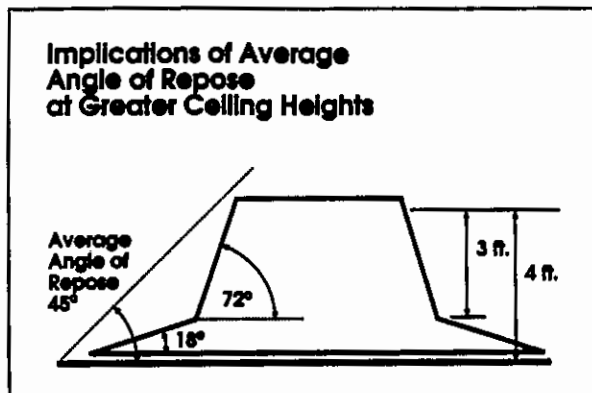 Implications of Average
Angle of Repose
at Greater Ceiling Heights
Average
Angle of
Repose
45°
72°
18°
3 ft.
4 ft.